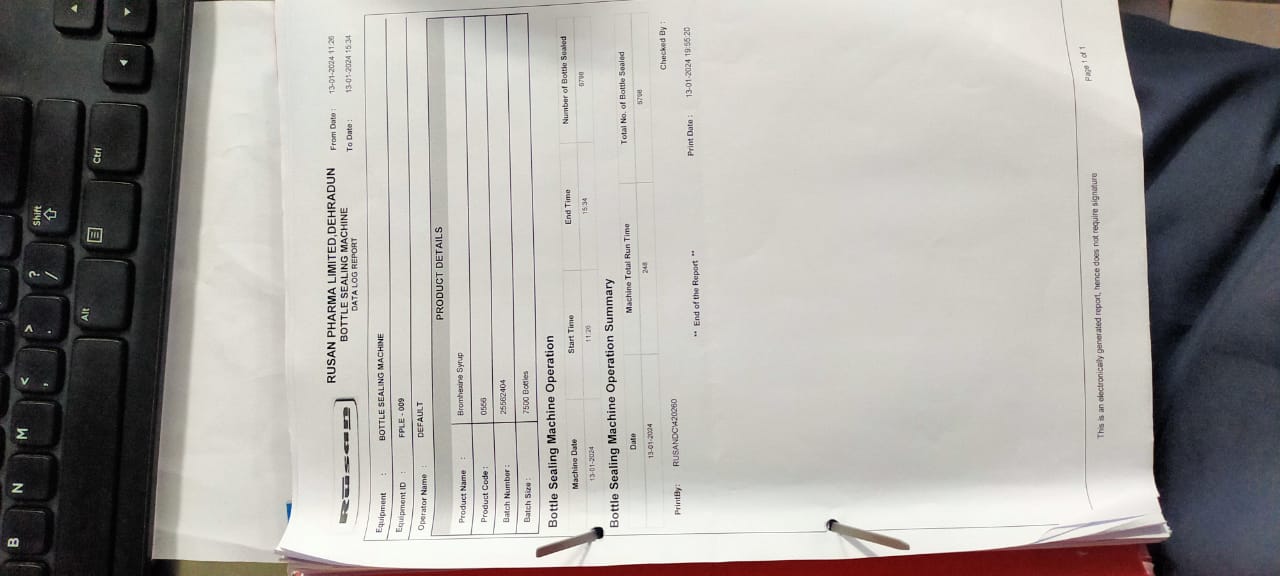 Rusan
RUSAN PHARMA LIMITED,DEHRADUN
BOTTLE SEALING MACHINE
DATA LOG REPORT
From Date : 13-01-2024 11:26
To Date : 13-01-2024 15:34
Equipment : BOTTLE SEALING MACHINE
Equipment ID : FPLE - 009
Operator Name : DEFAULT
PRODUCT DETAILS
Product Name : Bromhexine Syrup
Product Code : 0556
Batch Number : 25562404
Batch Size : 7500 Bottles
Bottle Sealing Machine Operation
Machine Date Start Time End Time Number of Bottle Sealed
13-01-2024 11:26 15:34 6798
Bottle Sealing Machine Operation Summary
Date Machine Total Run Time Total No. of Bottle Sealed
13-01-2024 248 6798
Checked By :
PrintBy: RUSANDC\420260 Print Date : 13-01-2024 19:55:20
** End of the Report **
This is an electronically generated report, hence does not require signature
Page 1 of 1
B
N
M
<
,
>
.
?
/
Shift
Alt
Ctrl